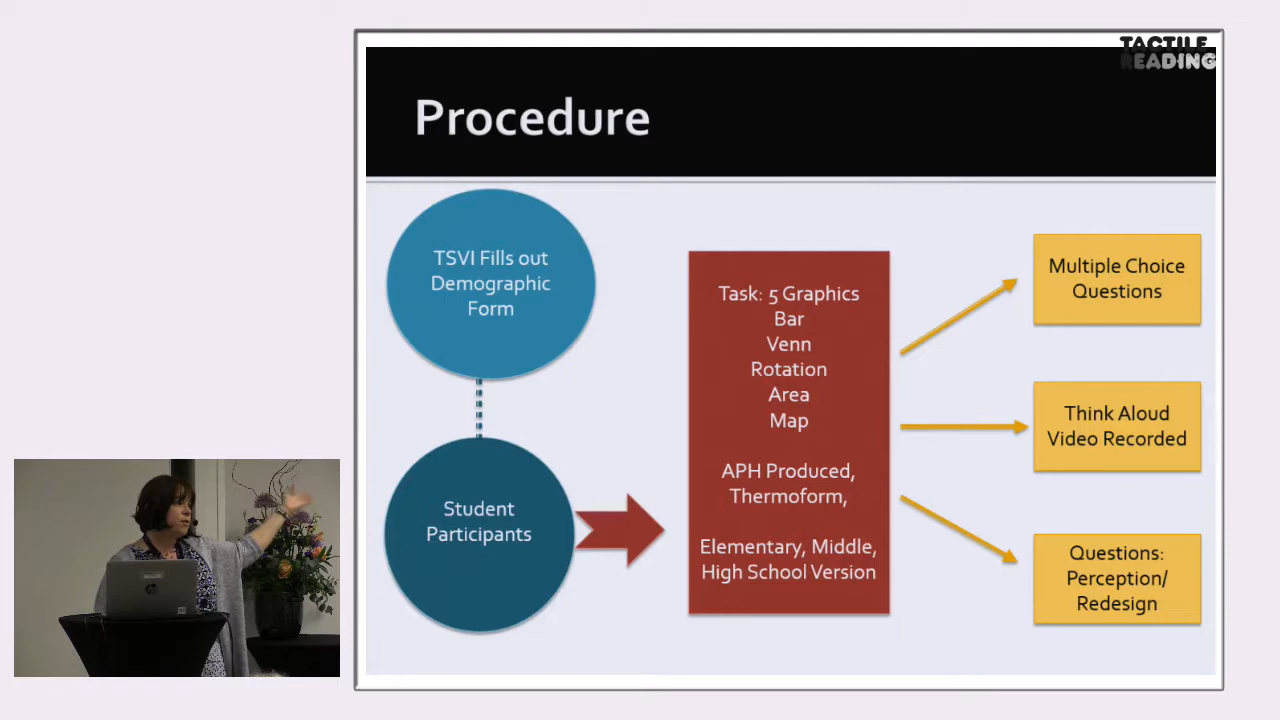 TACTILE
READING
Procedure
TSVI Fills out
Demographic
Form
Student
Participants
Task: 5 Graphics
Bar
Venn
Rotation
Area
Map
APH Produced,
Thermoform,
Elementary, Middle,
High School Version
Multiple Choice
Questions
Think Aloud
Video Recorded
Questions:
Perception/
Redesign